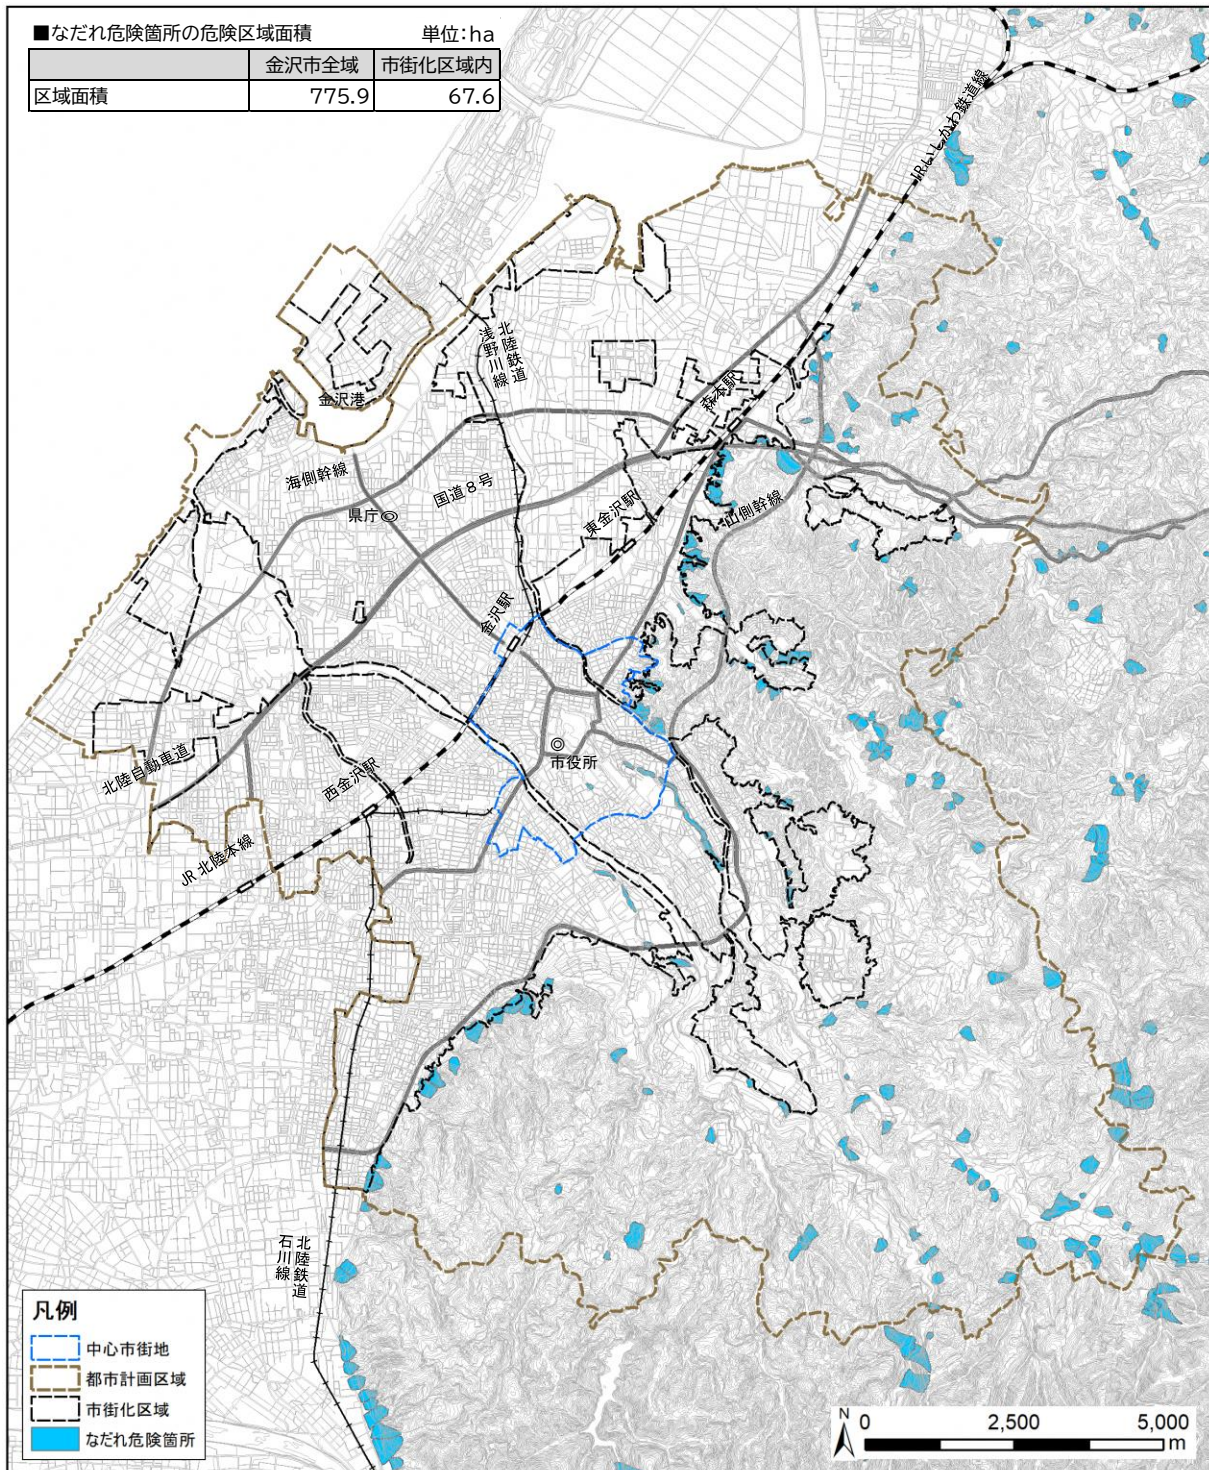 ■なだれ危険箇所の危険区域面積 単位:ha
金沢市全域 市街化区域内
区域面積 775.9 67.6
IRいしかわ鉄道線
北陸鉄道
浅野川線
金沢港
森本駅
海側幹線
国道8号
県庁
東金沢駅
山側幹線
金沢駅
市役所
北陸自動車道
西金沢駅
JR北陸本線
北陸鉄道
石川線
凡例
中心市街地
都市計画区域
市街化区域
なだれ危険箇所
N 0 2,500 5,000
m